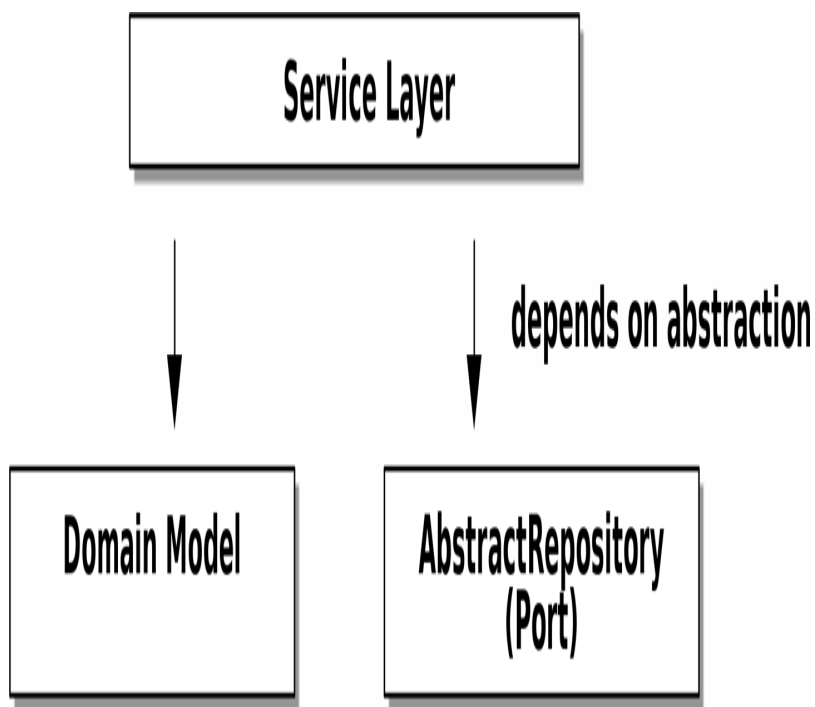 Service Layer
depends on abstraction
Domain Model
AbstractRepository
(Port)